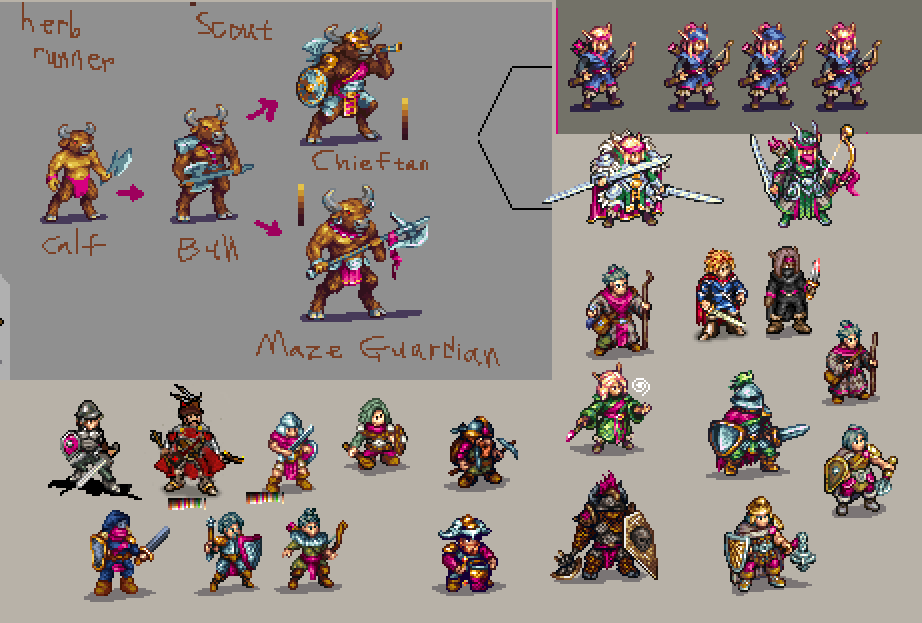 herb
runner
Scout
Chieftan
Calf
Bull
Maze Guardian